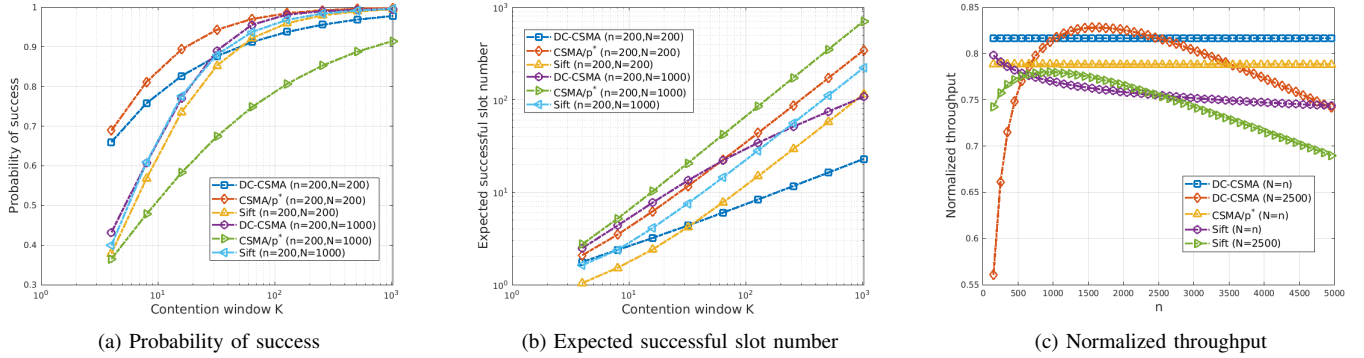 1
0.9
0.8
0.7
0.6
0.5
0.4
0.3
Probability of success
DC-CSMA (n=200,N=200)
CSMA/p* (n=200,N=200)
Sift (n=200,N=200)
DC-CSMA (n=200,N=1000)
CSMA/p* (n=200,N=1000)
Sift (n=200,N=1000)
10^0 10^1 10^2 10^3
Contention window K
(a) Probability of success
10^3
10^2
10^1
10^0
Expected successful slot number
DC-CSMA (n=200,N=200)
CSMA/p* (n=200,N=200)
Sift (n=200,N=200)
DC-CSMA (n=200,N=1000)
CSMA/p* (n=200,N=1000)
Sift (n=200,N=1000)
10^0 10^1 10^2 10^3
Contention window K
(b) Expected successful slot number
0.85
0.8
0.75
0.7
0.65
0.6
0.55
Normalized throughput
DC-CSMA (N=n)
DC-CSMA (N=2500)
CSMA/p* (N=n)
Sift (N=n)
Sift (N=2500)
0 500 1000 1500 2000 2500 3000 3500 4000 4500 5000
n
(c) Normalized throughput